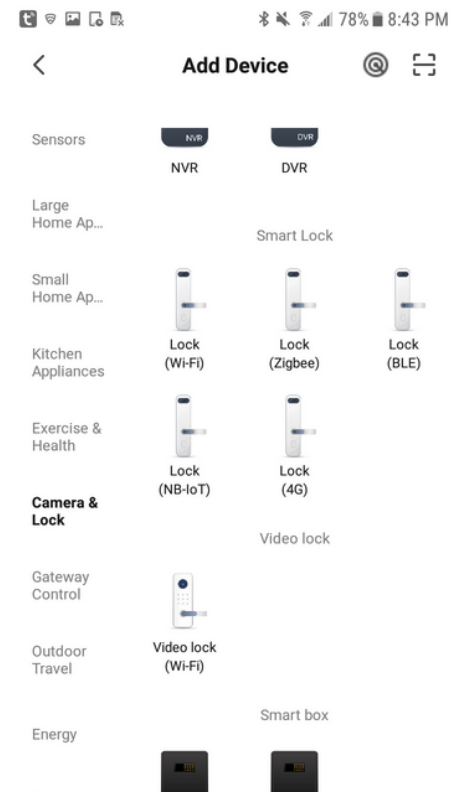 78% 8:43 PM
Add Device
Sensors
Large
Home Ap...
Small
Home Ap...
Kitchen
Appliances
Exercise &
Health
Camera &
Lock
Gateway
Control
Outdoor
Travel
Energy
NVR
DVR
NVR
DVR
Smart Lock
Lock
(Wi-Fi)
Lock
(Zigbee)
Lock
(BLE)
Lock
(NB-IoT)
Lock
(4G)
Video lock
Video lock
(Wi-Fi)
Smart box